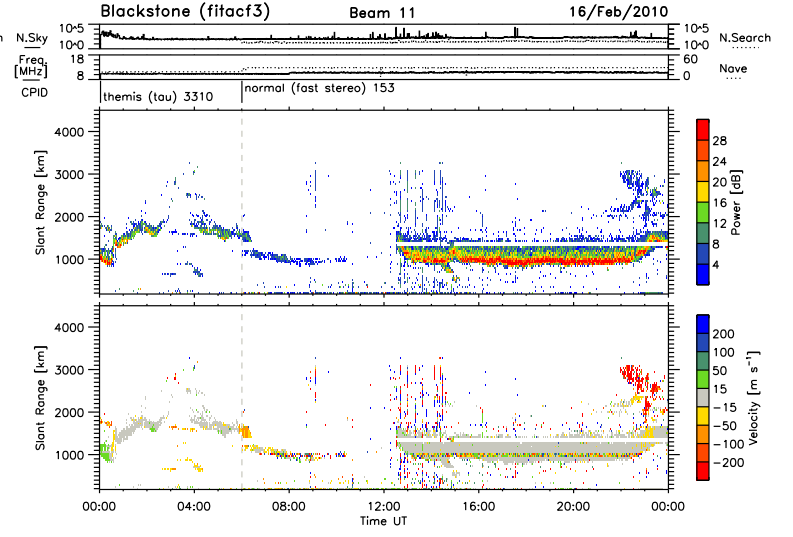 Blackstone (fitacf3) Beam 11 16/Feb/2010
N.Sky 10^5 10^0 10^5 10^0 N.Search
Freq. [MHz] 18 8 60 0 Nave
CPID themis (tau) 3310 normal (fast stereo) 153
Slant Range [km] 4000 3000 2000 1000
28 24 20 16 12 8 4 Power [dB]
Slant Range [km] 4000 3000 2000 1000
200 100 50 15 −15 −50 −100 −200 Velocity [m s⁻¹]
00:00 04:00 08:00 12:00 16:00 20:00 00:00
Time UT